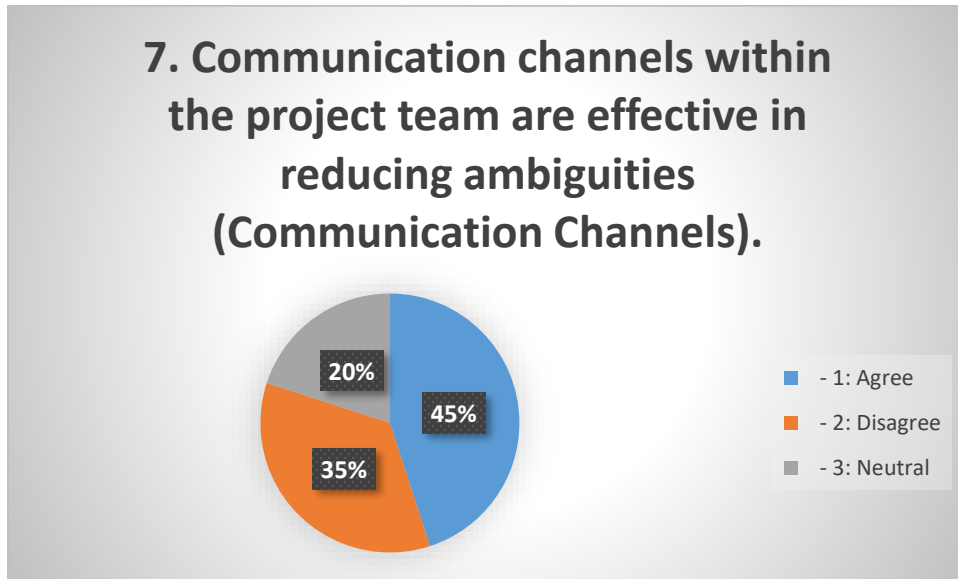 7. Communication channels within
the project team are effective in
reducing ambiguities
(Communication Channels).
20%
45%
35%
- 1: Agree
- 2: Disagree
- 3: Neutral